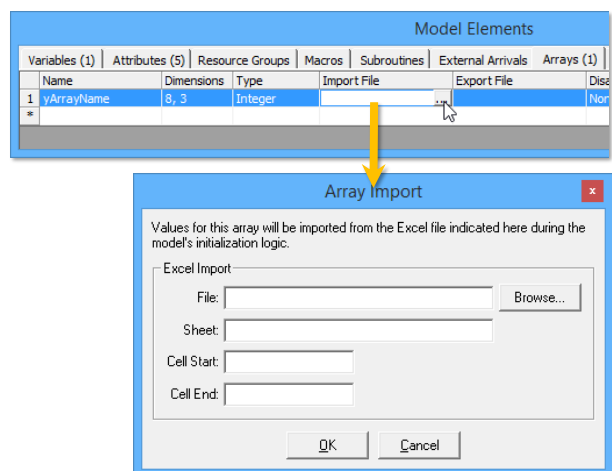 Model Elements
Variables (1) Attributes (5) Resource Groups Macros Subroutines External Arrivals Arrays (1)
Name Dimensions Type Import File Export File Disa
1 yArrayName 8, 3 Integer ... Non
*
Array Import
x
Values for this array will be imported from the Excel file indicated here during the
model's initialization logic.
Excel Import
File: Browse...
Sheet:
Cell Start:
Cell End:
OK Cancel